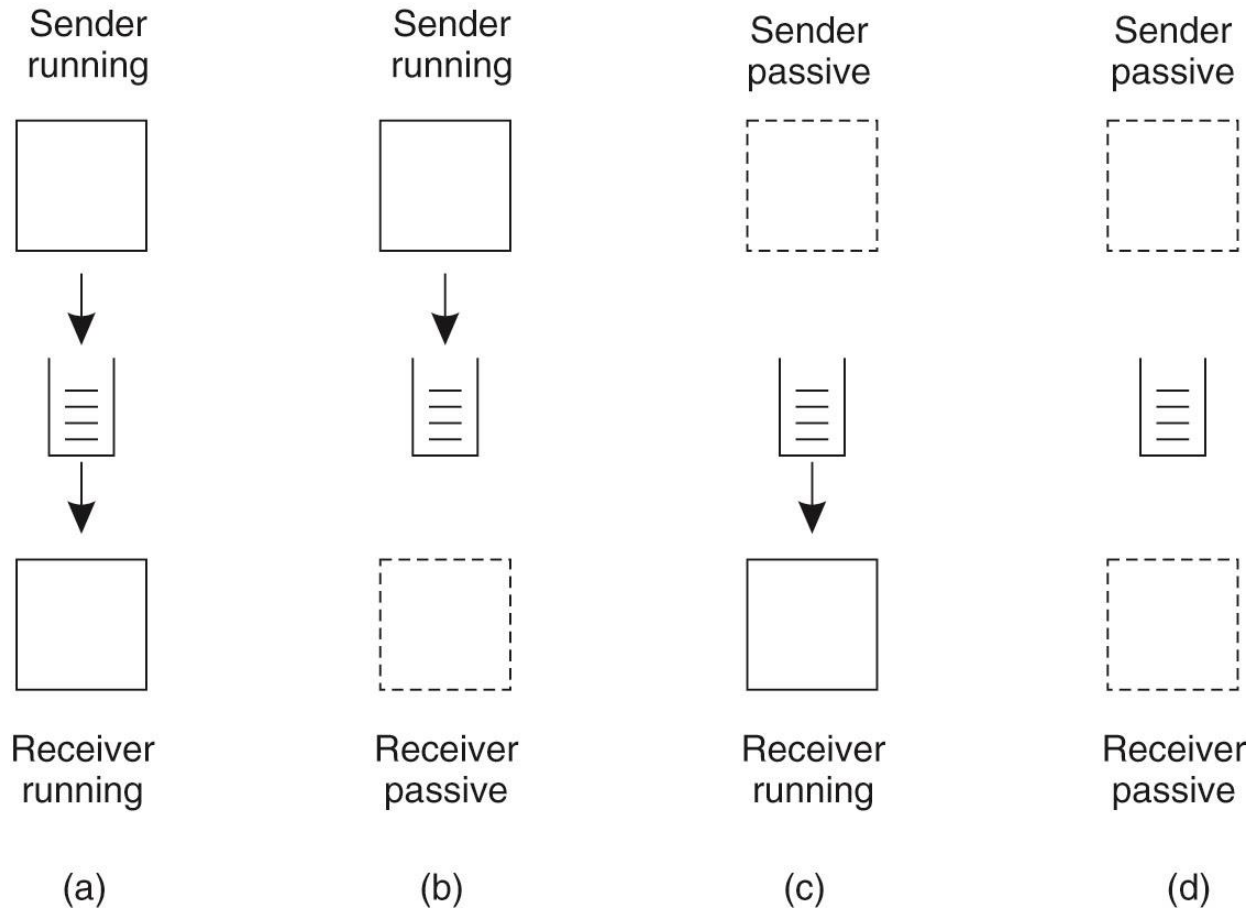 Sender
running
Sender
running
Sender
passive
Sender
passive
Receiver
running
Receiver
passive
Receiver
running
Receiver
passive
(a)
(b)
(c)
(d)